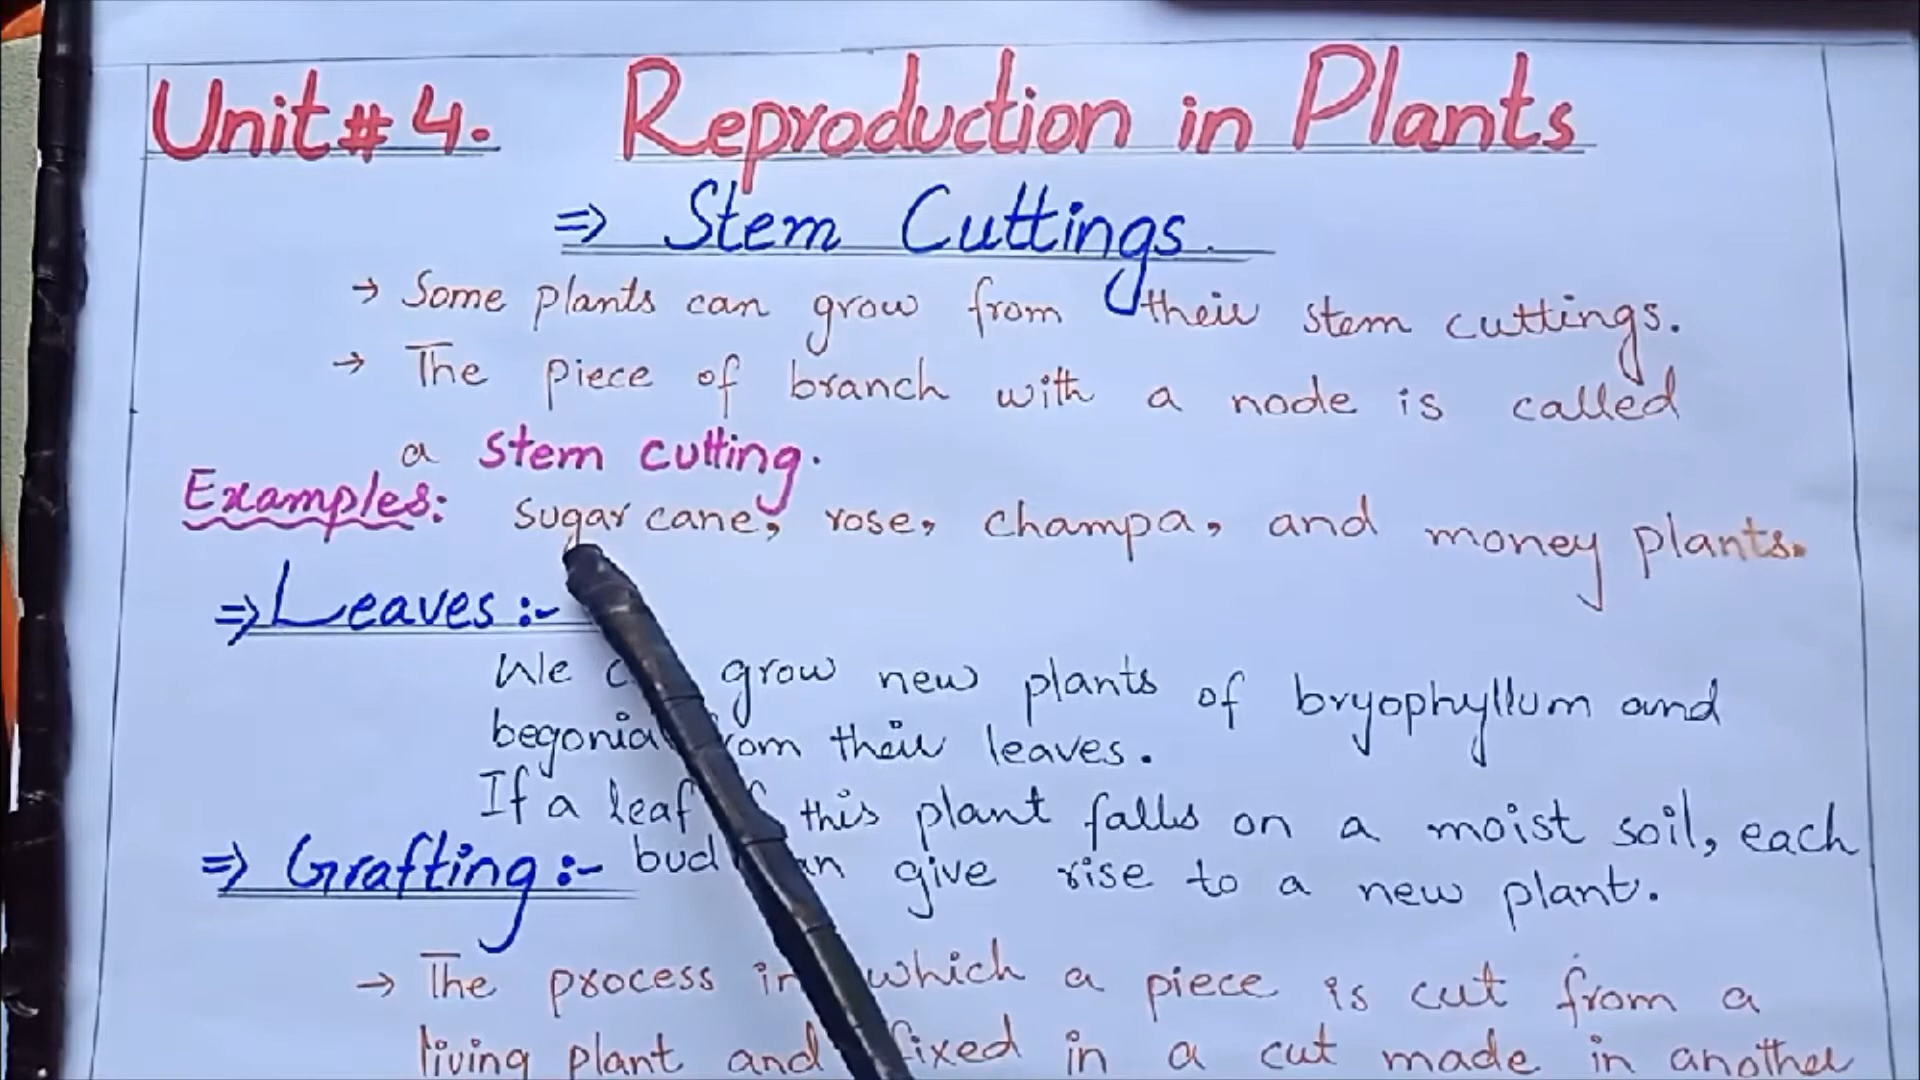 Unit # 4. Reproduction in Plants
⇒ Stem Cuttings.
→ Some plants can grow from their stem cuttings.
→ The piece of branch with a node is called
a stem cutting.
Examples: Sugar cane, rose, champa, and money plants.
⇒ Leaves :-
We grow new plants of bryophyllum and
begonia from their leaves.
If a leaf this plant falls on a moist soil, each
bud give rise to a new plant.
⇒ Grafting :-
→ The process in which a piece is cut from a
living plant and fixed in a cut made in another